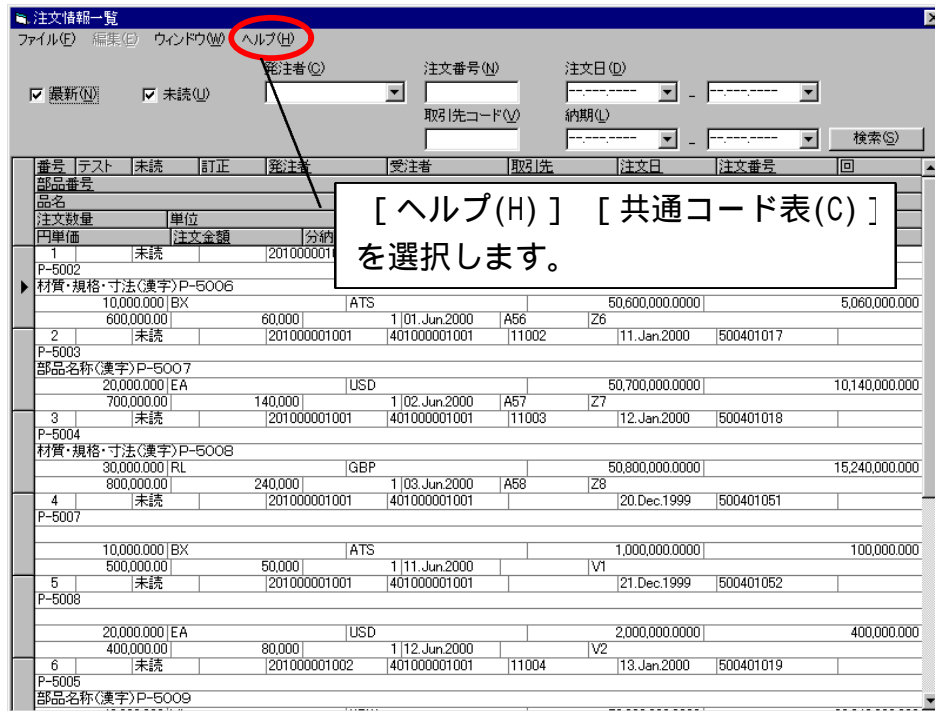 注文情報一覧
ファイル(F) 編集(E) ウィンドウ(W) ヘルプ(H)
発注者(C) 注文番号(N) 注文日(D)
最新(N) 未読(U) --.---.---- - --.---.----
取引先コード(V) 納期(L)
--.---.---- - --.---.---- 検索(S)
番号 テスト 未読 訂正 発注者 受注者 取引先 注文日 注文番号 回
部品番号
品名
注文数量 単位
円単価 注文金額 分納
[ヘルプ(H)] [共通コード表(C)]
を選択します。
1 未読 2010000010
P-5002
材質・規格・寸法(漢字)P-5006
10,000.000 BX ATS 50,600,000.0000 5,060,000.000
600,000.00 60,000 1 01.Jun.2000 A56 Z6
2 未読 201000001001 401000001001 11002 11.Jan.2000 500401017
P-5003
部品名称(漢字)P-5007
20,000.000 EA USD 50,700,000.0000 10,140,000.000
700,000.00 140,000 1 02.Jun.2000 A57 Z7
3 未読 201000001001 401000001001 11003 12.Jan.2000 500401018
P-5004
材質・規格・寸法(漢字)P-5008
30,000.000 RL GBP 50,800,000.0000 15,240,000.000
800,000.00 240,000 1 03.Jun.2000 A58 Z8
4 未読 201000001001 401000001001 20.Dec.1999 500401051
P-5007
10,000.000 BX ATS 1,000,000.0000 100,000.000
500,000.00 50,000 1 11.Jun.2000 V1
5 未読 201000001001 401000001001 21.Dec.1999 500401052
P-5008
20,000.000 EA USD 2,000,000.0000 400,000.000
400,000.00 80,000 1 12.Jun.2000 V2
6 未読 201000001002 401000001001 11004 13.Jan.2000 500401019
P-5005
部品名称(漢字)P-5009